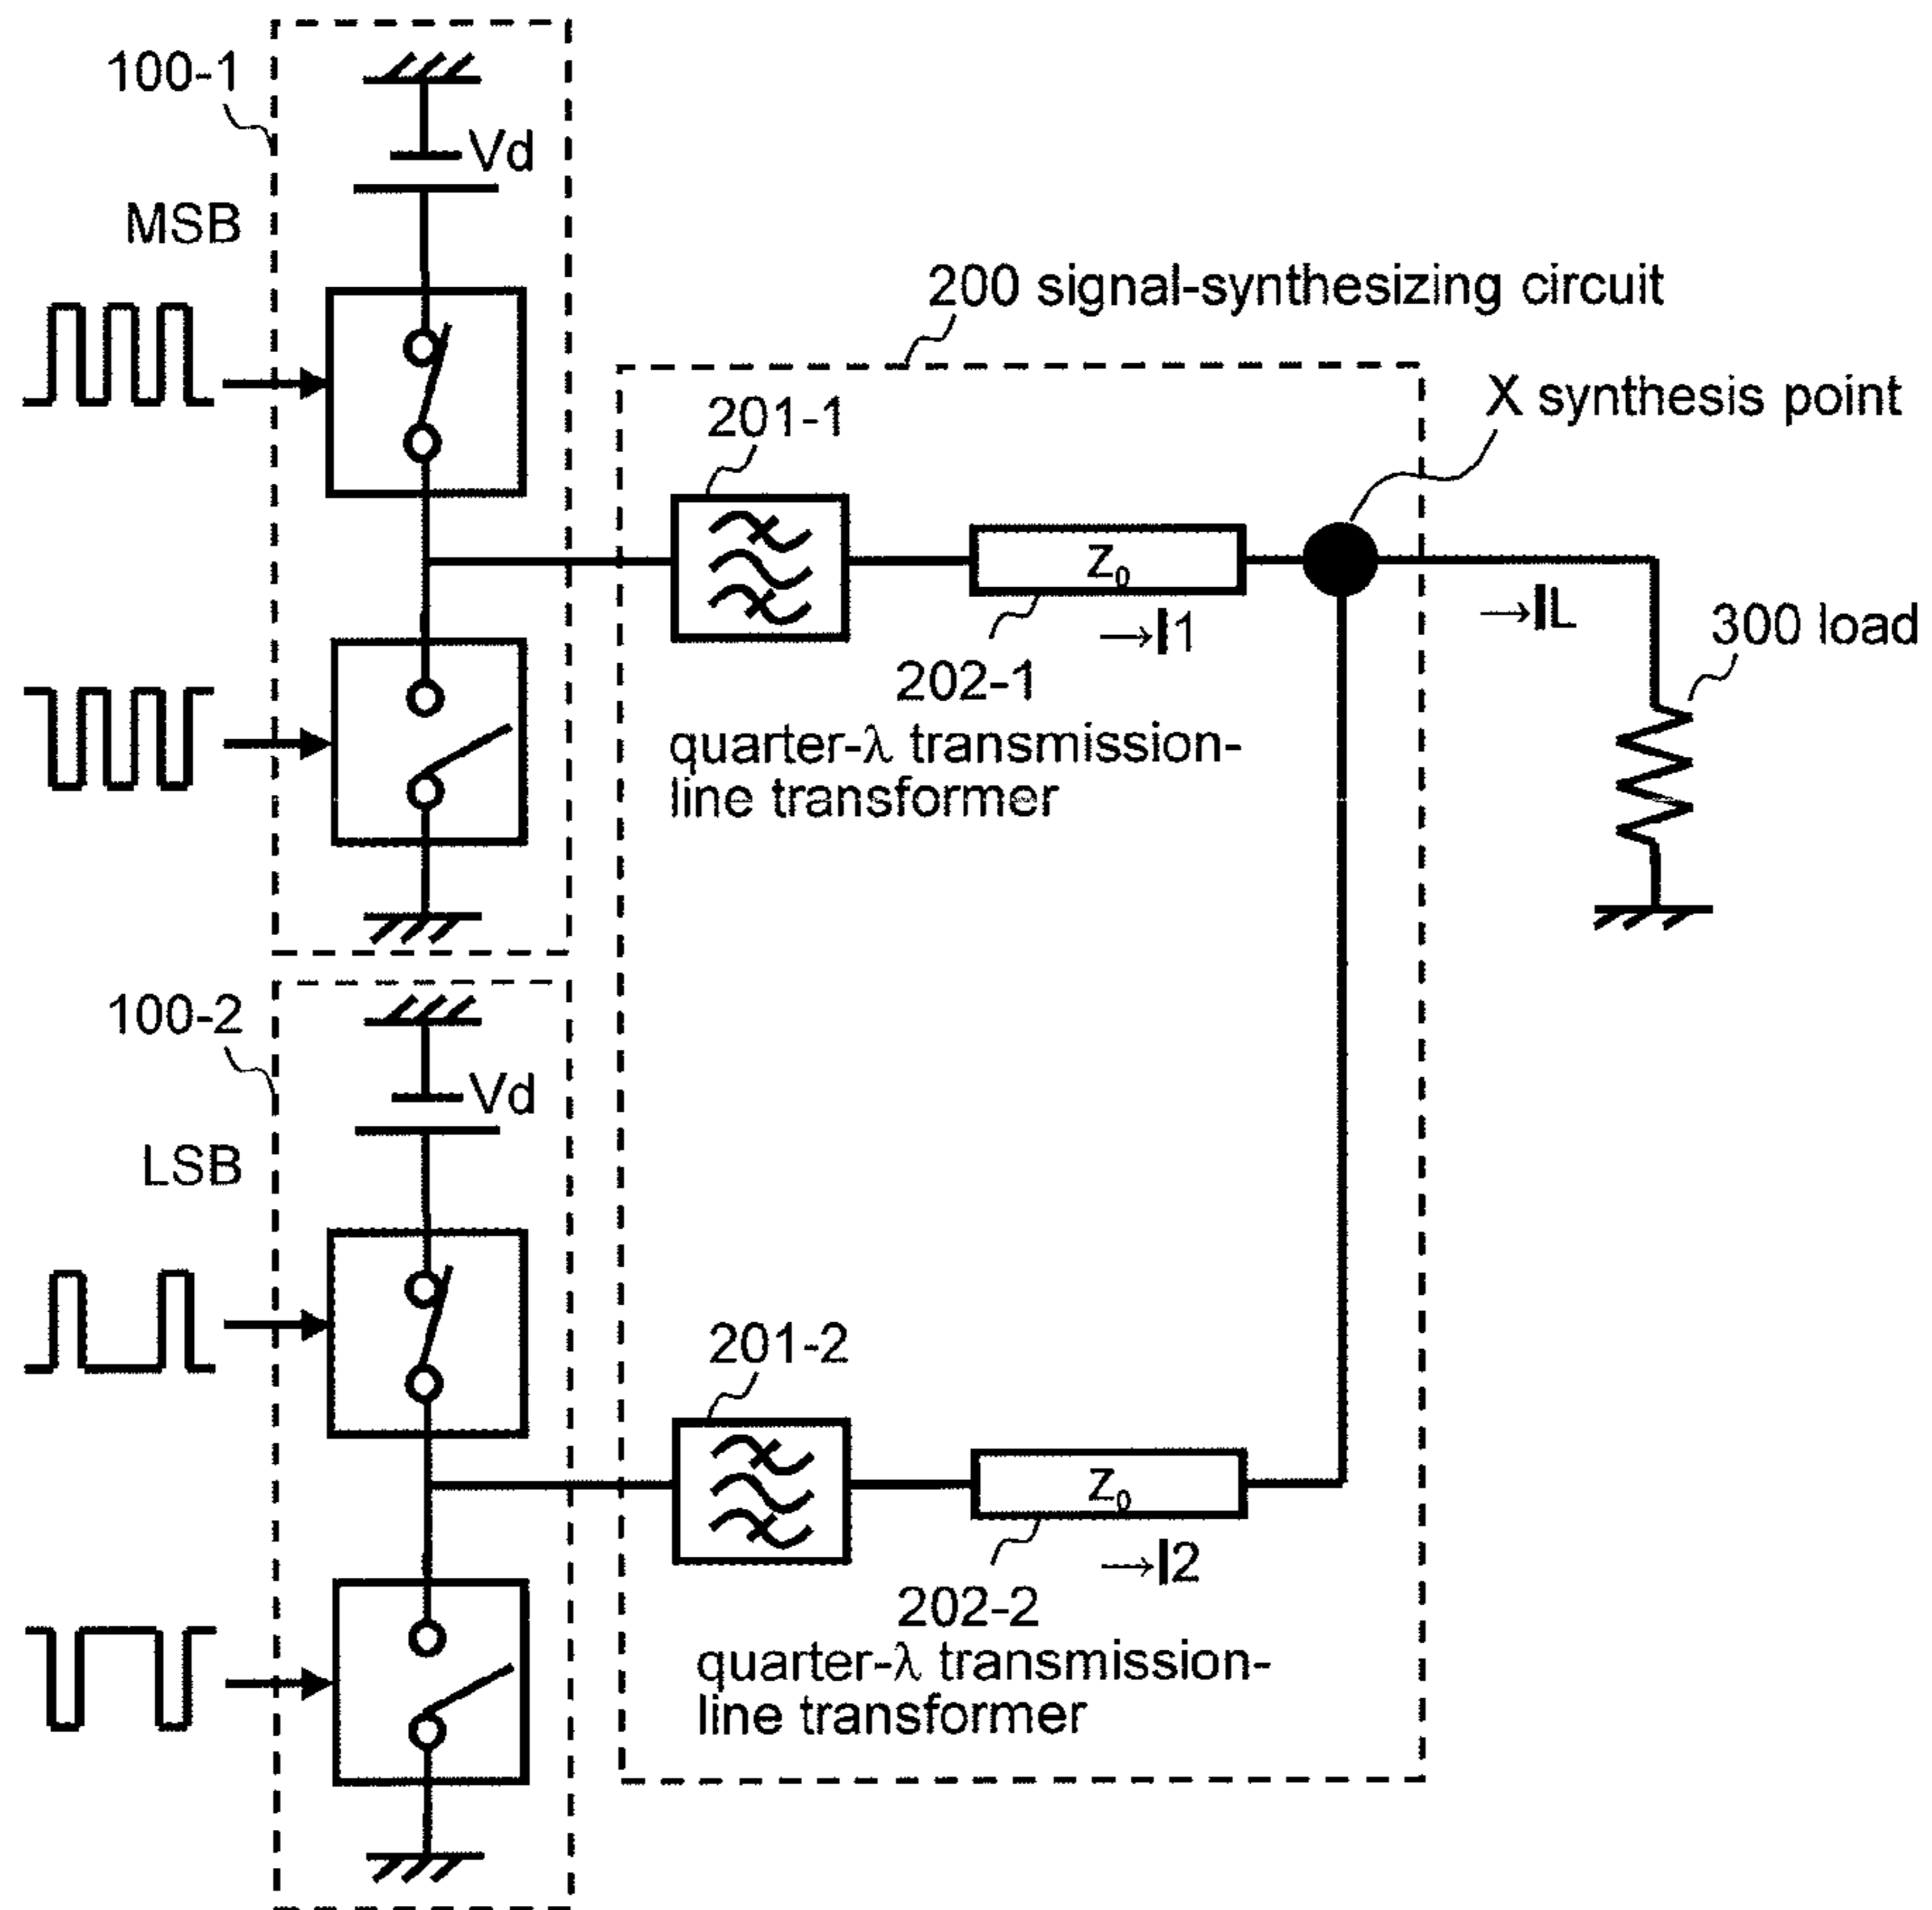 100-1
Vd
MSB
200 signal-synthesizing circuit
X synthesis point
201-1
Z0
→I1
→IL
300 load
202-1
quarter-λ transmission-
line transformer
100-2
Vd
LSB
201-2
Z0
→I2
202-2
quarter-λ transmission-
line transformer